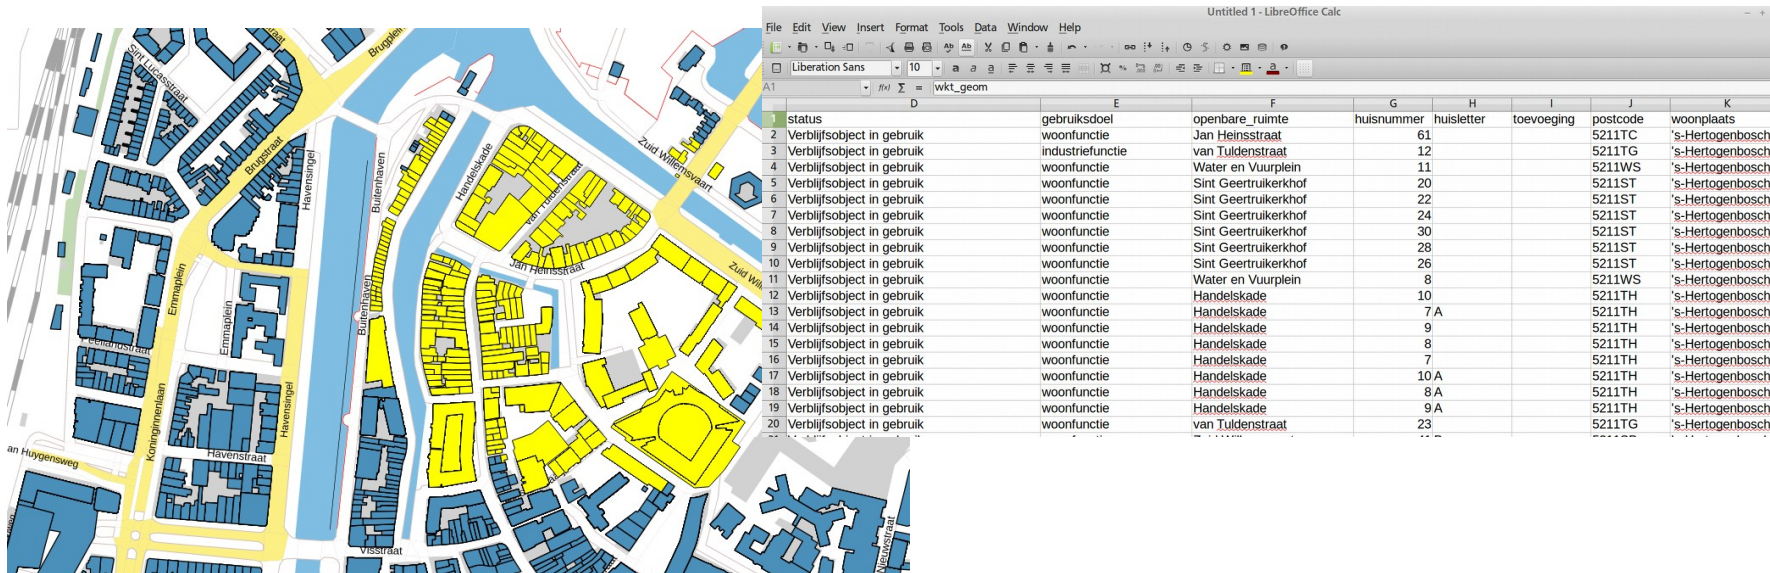 Sint Lucasstraat
Brugplein
Brugstraat
Havensingel
Buitenhaven
Handelskade
van Tuldenstraat
Zuid Willemsvaart
Jan Heinsstraat
Zuid
Emmaplein
Emmaplein
Buitenhaven
Koninginnenlaan
Havensingel
Havenstraat
an Huygensweg
Visstraat
Nieuwstraat
Untitled 1 - LibreOffice Calc
File Edit View Insert Format Tools Data Window Help
Liberation Sans 10
A1 f(x) Σ = wkt_geom
D E F G H I J K
1 status gebruiksdoel openbare_ruimte huisnummer huisletter toevoeging postcode woonplaats
2 Verblijfsobject in gebruik woonfunctie Jan Heinsstraat 61 5211TC 's-Hertogenbosch
3 Verblijfsobject in gebruik industriefunctie van Tuldenstraat 12 5211TG 's-Hertogenbosch
4 Verblijfsobject in gebruik woonfunctie Water en Vuurplein 11 5211WS 's-Hertogenbosch
5 Verblijfsobject in gebruik woonfunctie Sint Geertruikerkhof 20 5211ST 's-Hertogenbosch
6 Verblijfsobject in gebruik woonfunctie Sint Geertruikerkhof 22 5211ST 's-Hertogenbosch
7 Verblijfsobject in gebruik woonfunctie Sint Geertruikerkhof 24 5211ST 's-Hertogenbosch
8 Verblijfsobject in gebruik woonfunctie Sint Geertruikerkhof 30 5211ST 's-Hertogenbosch
9 Verblijfsobject in gebruik woonfunctie Sint Geertruikerkhof 28 5211ST 's-Hertogenbosch
10 Verblijfsobject in gebruik woonfunctie Sint Geertruikerkhof 26 5211ST 's-Hertogenbosch
11 Verblijfsobject in gebruik woonfunctie Water en Vuurplein 8 5211WS 's-Hertogenbosch
12 Verblijfsobject in gebruik woonfunctie Handelskade 10 5211TH 's-Hertogenbosch
13 Verblijfsobject in gebruik woonfunctie Handelskade 7 A 5211TH 's-Hertogenbosch
14 Verblijfsobject in gebruik woonfunctie Handelskade 9 5211TH 's-Hertogenbosch
15 Verblijfsobject in gebruik woonfunctie Handelskade 8 5211TH 's-Hertogenbosch
16 Verblijfsobject in gebruik woonfunctie Handelskade 7 5211TH 's-Hertogenbosch
17 Verblijfsobject in gebruik woonfunctie Handelskade 10 A 5211TH 's-Hertogenbosch
18 Verblijfsobject in gebruik woonfunctie Handelskade 8 A 5211TH 's-Hertogenbosch
19 Verblijfsobject in gebruik woonfunctie Handelskade 9 A 5211TH 's-Hertogenbosch
20 Verblijfsobject in gebruik woonfunctie van Tuldenstraat 23 5211TG 's-Hertogenbosch